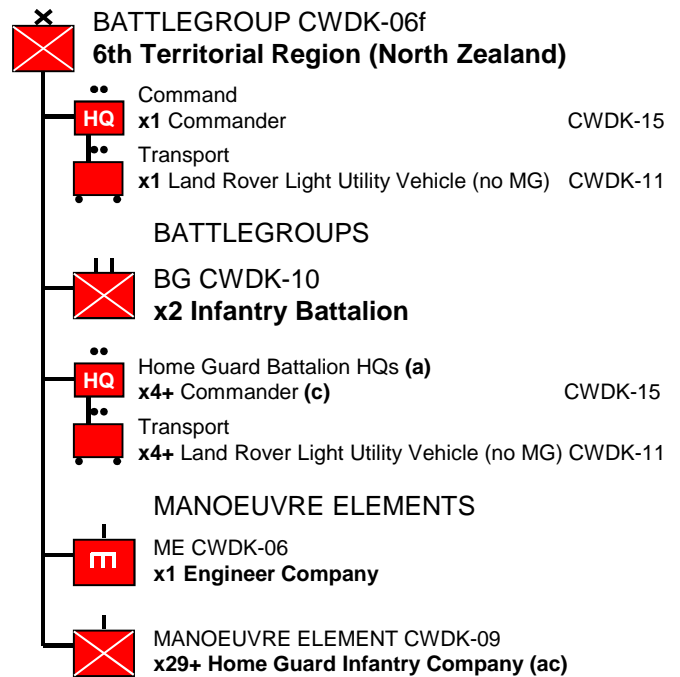 BATTLEGROUP CWDK-06f
6th Territorial Region (North Zealand)
Command
HQ x1 Commander CWDK-15
Transport
x1 Land Rover Light Utility Vehicle (no MG) CWDK-11
BATTLEGROUPS
BG CWDK-10
x2 Infantry Battalion
Home Guard Battalion HQs (a)
HQ x4+ Commander (c) CWDK-15
Transport
x4+ Land Rover Light Utility Vehicle (no MG) CWDK-11
MANOEUVRE ELEMENTS
ME CWDK-06
x1 Engineer Company
MANOEUVRE ELEMENT CWDK-09
x29+ Home Guard Infantry Company (ac)